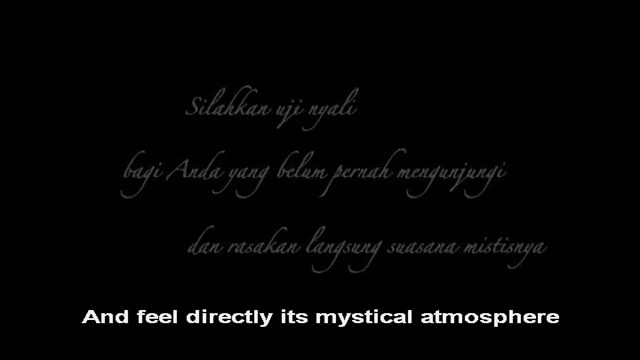 Silahkan uji nyali
bagi Anda yang belum pernah mengunjungi
dan rasakan langsung suasana mistisnya
And feel directly its mystical atmosphere